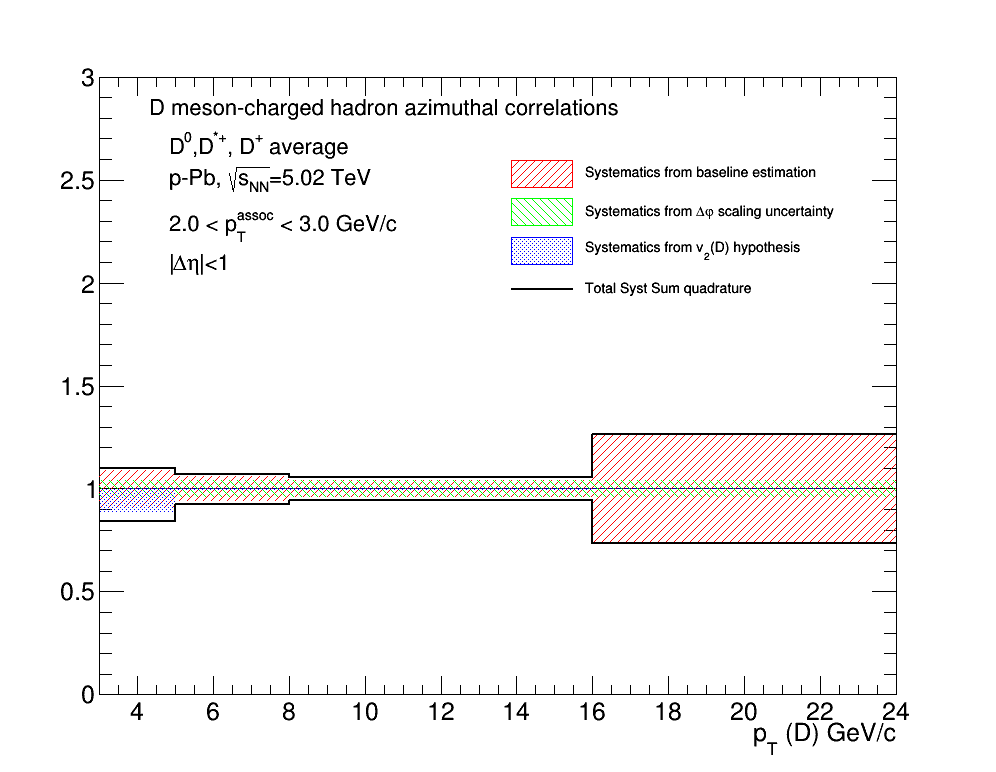 D meson-charged hadron azimuthal correlations
D⁰,D*⁺, D⁺ average
p-Pb, √sNN=5.02 TeV
2.0 < pT^assoc < 3.0 GeV/c
|Δη|<1
Systematics from baseline estimation
Systematics from Δφ scaling uncertainty
Systematics from v₂(D) hypothesis
Total Syst Sum quadrature
3
2.5
2
1.5
1
0.5
0
4 6 8 10 12 14 16 18 20 22 24
pT (D) GeV/c